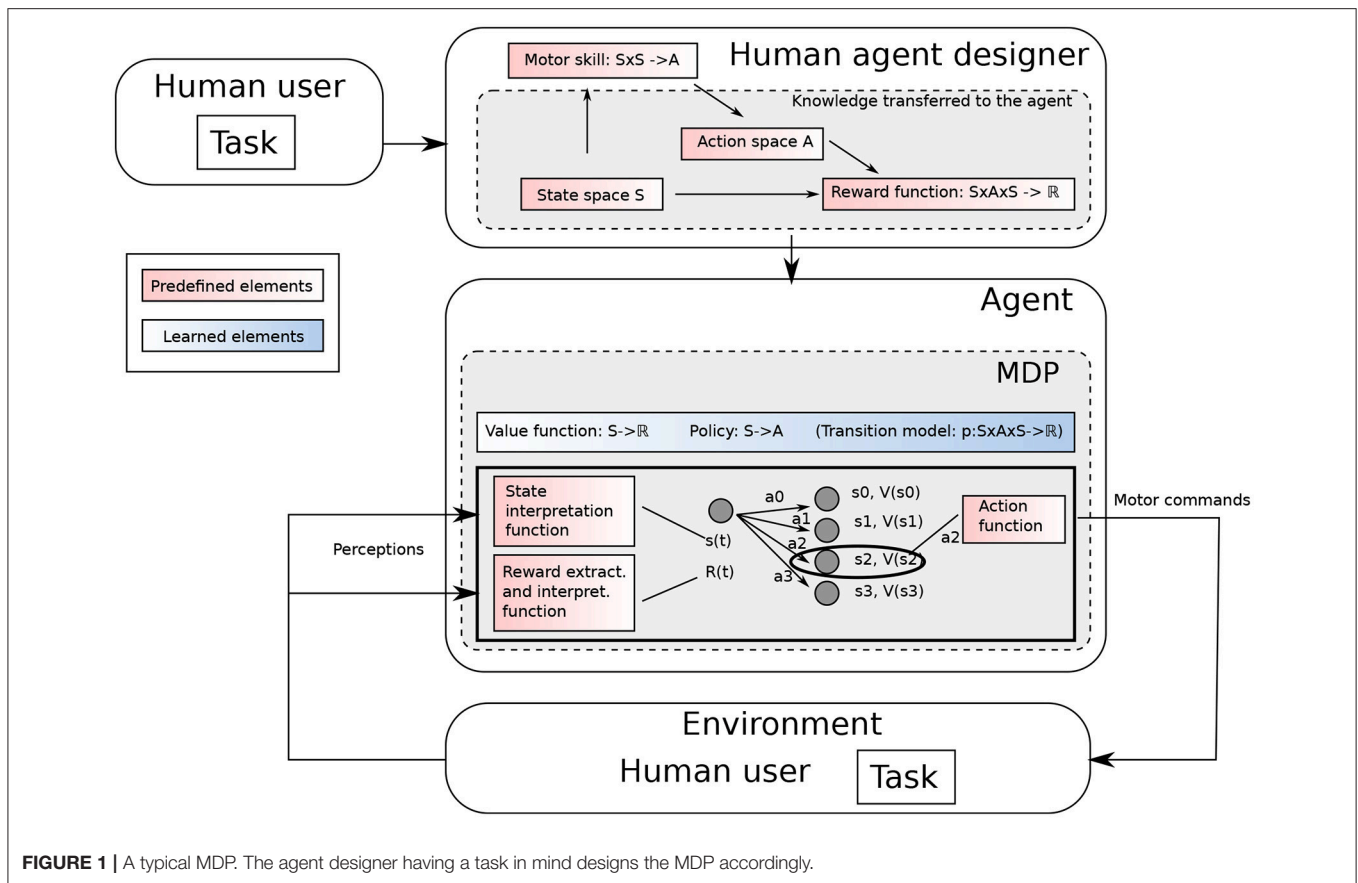 Human user
Task
Human agent designer
Motor skill: SxS ->A
Knowledge transferred to the agent
Action space A
State space S
Reward function: SxAxS -> ℝ
Predefined elements
Learned elements
Agent
MDP
Value function: S->ℝ Policy: S->A (Transition model: p:SxAxS->ℝ)
State
interpretation
function
Reward extract.
and interpret.
function
s(t)
R(t)
a0
a1
a2
a3
s0, V(s0)
s1, V(s1)
s2, V(s2)
s3, V(s3)
a2
Action
function
Motor commands
Perceptions
Environment
Human user
Task
FIGURE 1 | A typical MDP. The agent designer having a task in mind designs the MDP accordingly.